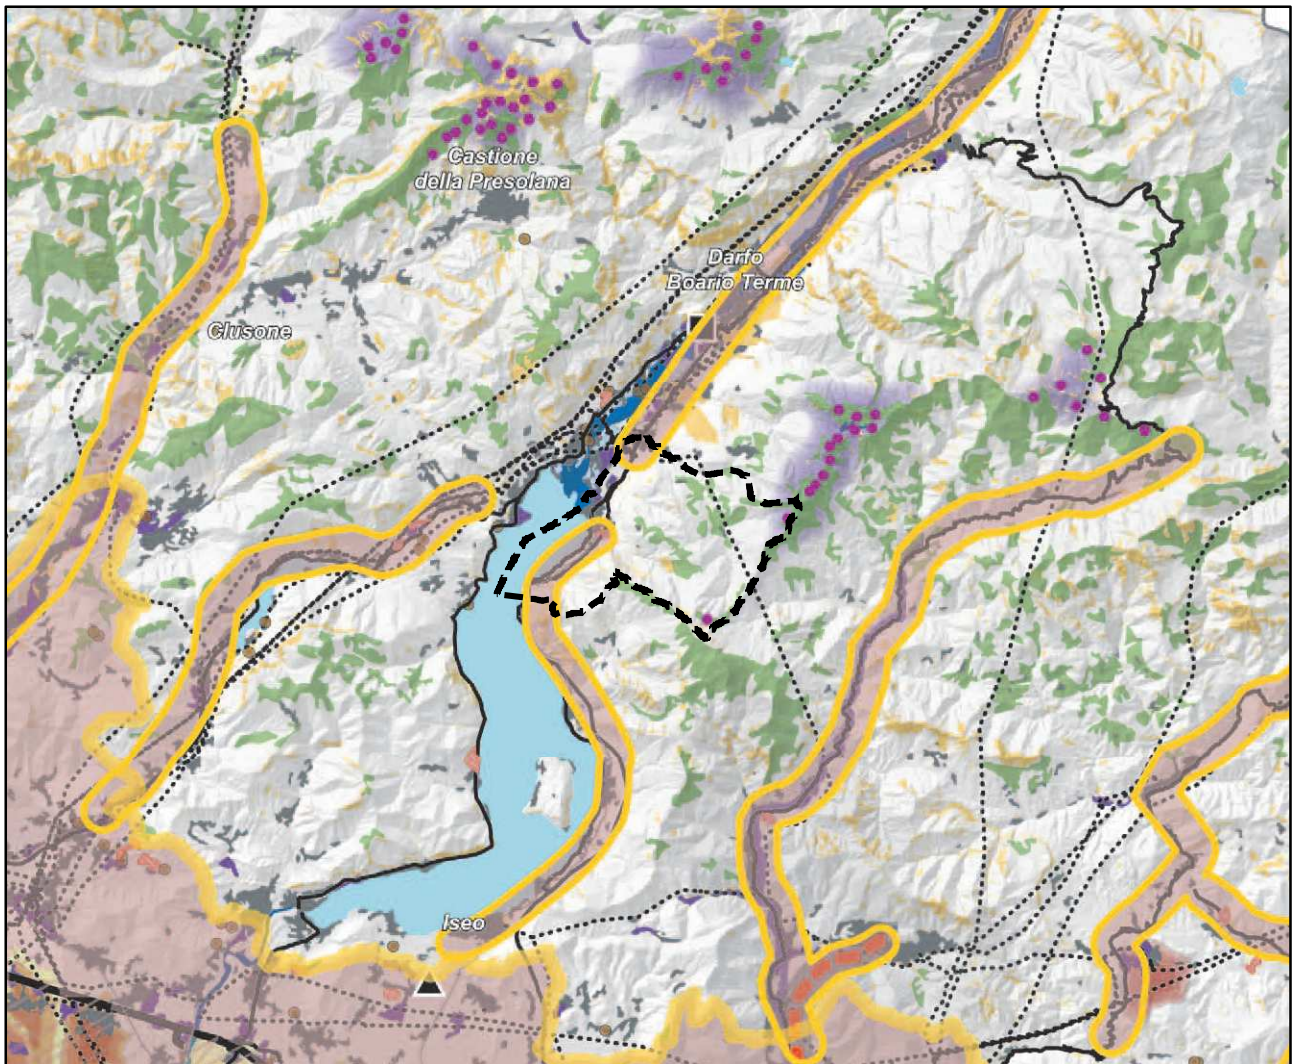 Castione
della Presolana
Darfo
Boario Terme
Clusone
Iseo